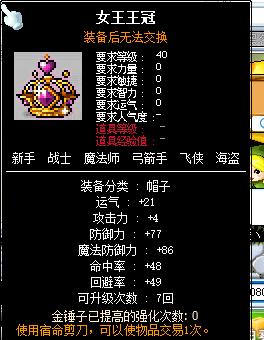 女王王冠
装备后无法交换
要求等级： 40
要求力量： 0
要求敏捷： 0
要求智力： 0
要求运气： 0
要求人气度： -
道具等级： -
道具经验值： -
新手 战士 魔法师 弓箭手 飞侠 海盗
装备分类 ： 帽子
运气 ： +21
攻击力 ： +4
防御力 ： +77
魔法防御力 ： +86
命中率 ： +48
回避率 ： +49
可升级次数 ： 7回
金锤子已提高的强化次数: 0
使用宿命剪刀，可以使物品交易1次。